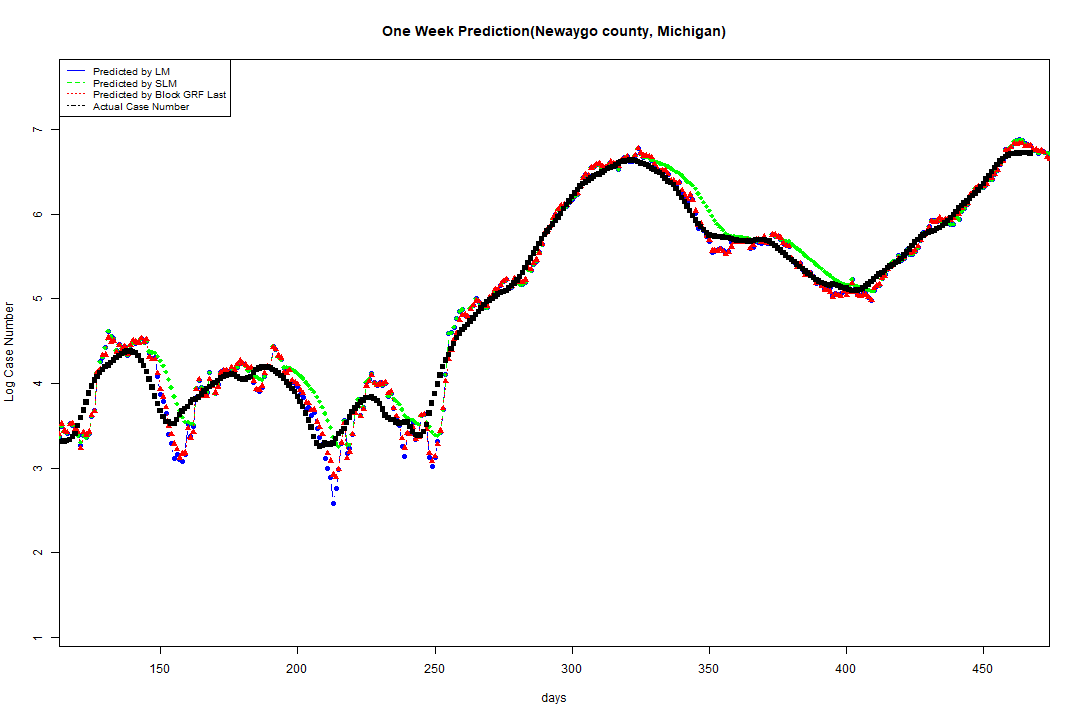 One Week Prediction(Newaygo county, Michigan)
Predicted by LM
Predicted by SLM
Predicted by Block GRF Last
Actual Case Number
7
6
5
4
3
2
1
Log Case Number
150 200 250 300 350 400 450
days